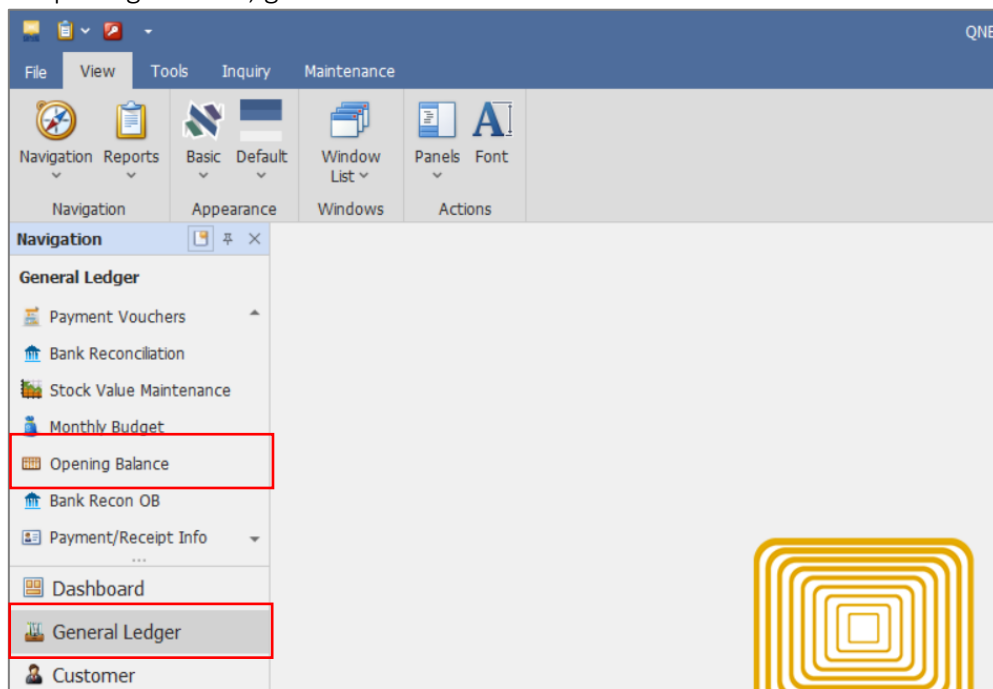 QNE
File View Tools Inquiry Maintenance
Navigation Reports Basic Default Window List Panels Font
Navigation Appearance Windows Actions
Navigation
General Ledger
Payment Vouchers
Bank Reconciliation
Stock Value Maintenance
Monthly Budget
Opening Balance
Bank Recon OB
Payment/Receipt Info
...
Dashboard
General Ledger
Customer